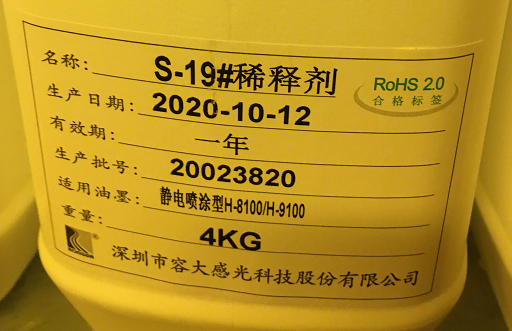 名称: S-19#稀释剂
RoHS 2.0
合格标签
生产日期: 2020-10-12
有效期: 一年
生产批号: 20023820
适用油墨: 静电喷涂型H-8100/H-9100
重量: 4KG
深圳市容大感光科技股份有限公司